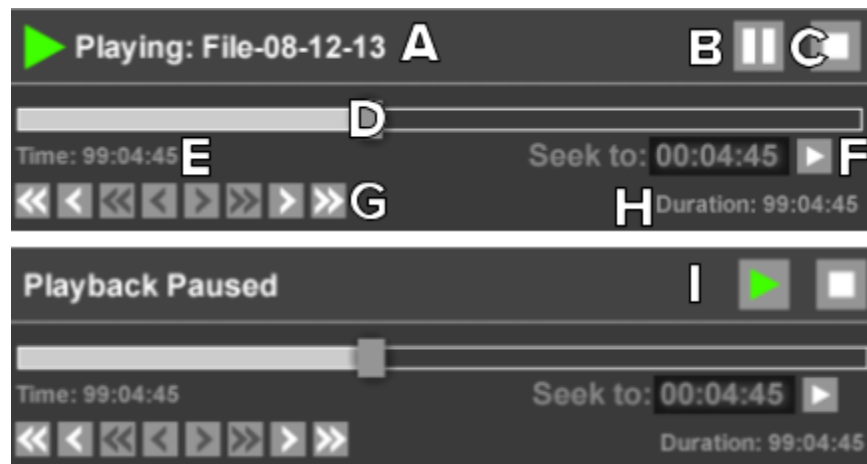 Playing: File-08-12-13 A B C
D
Time: 99:04:45 E Seek to: 00:04:45 F
G H Duration: 99:04:45
Playback Paused I
Time: 99:04:45 Seek to: 00:04:45
Duration: 99:04:45